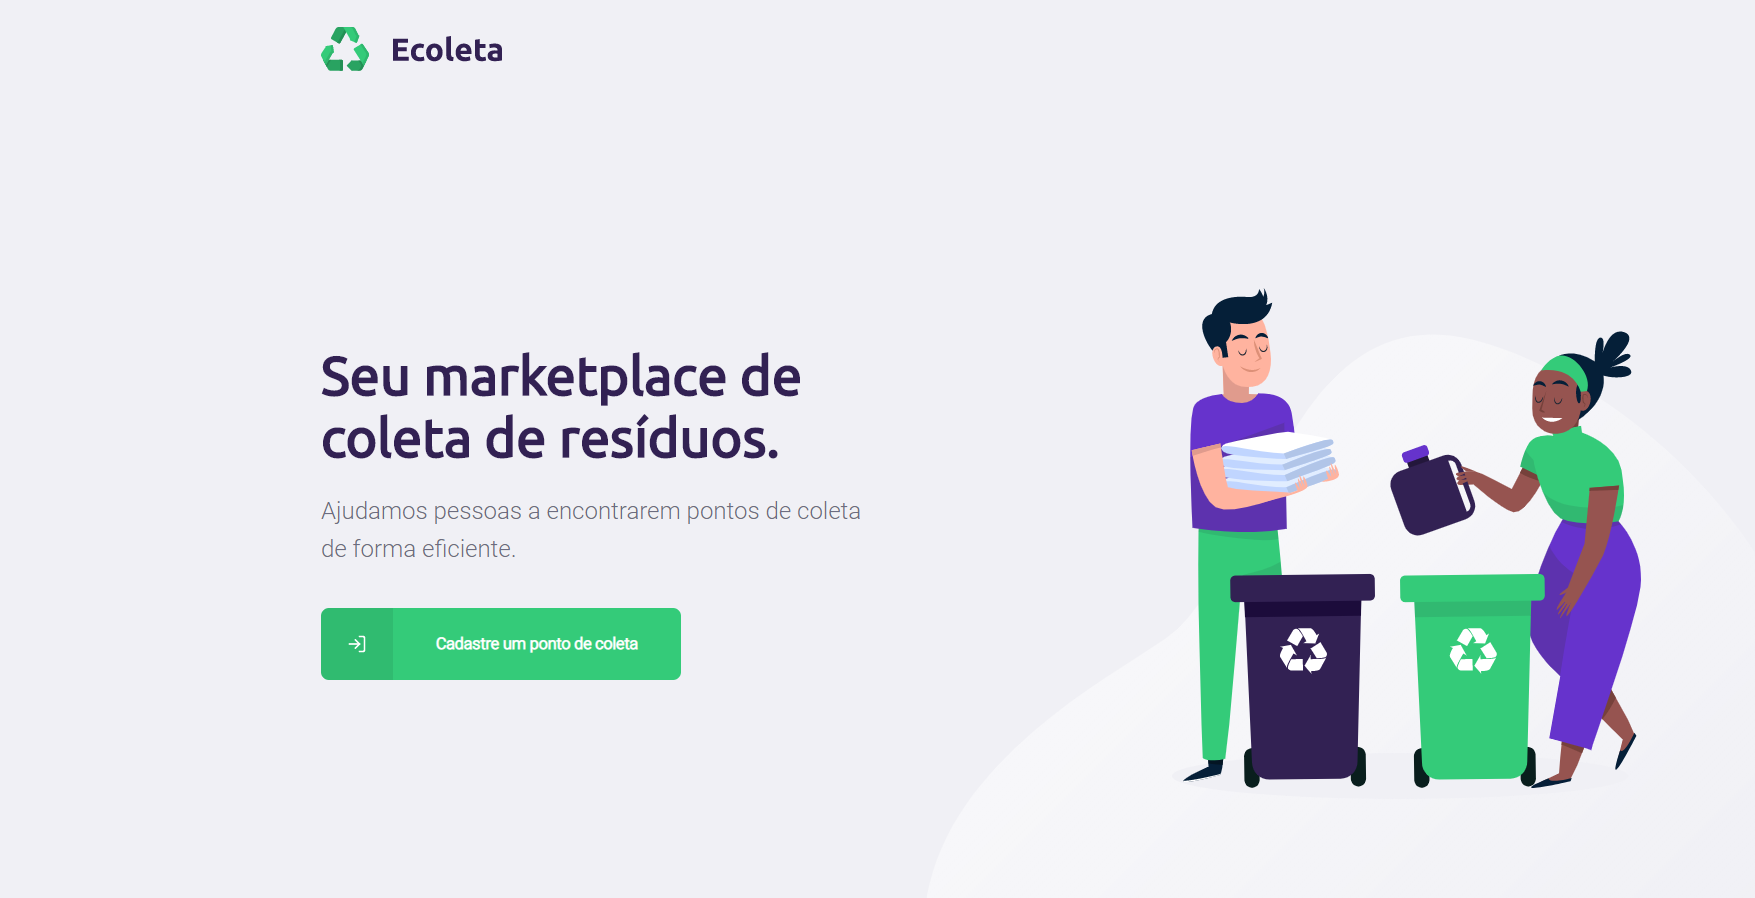 Ecoleta
Seu marketplace de
coleta de resíduos.
Ajudamos pessoas a encontrarem pontos de coleta
de forma eficiente.
Cadastre um ponto de coleta